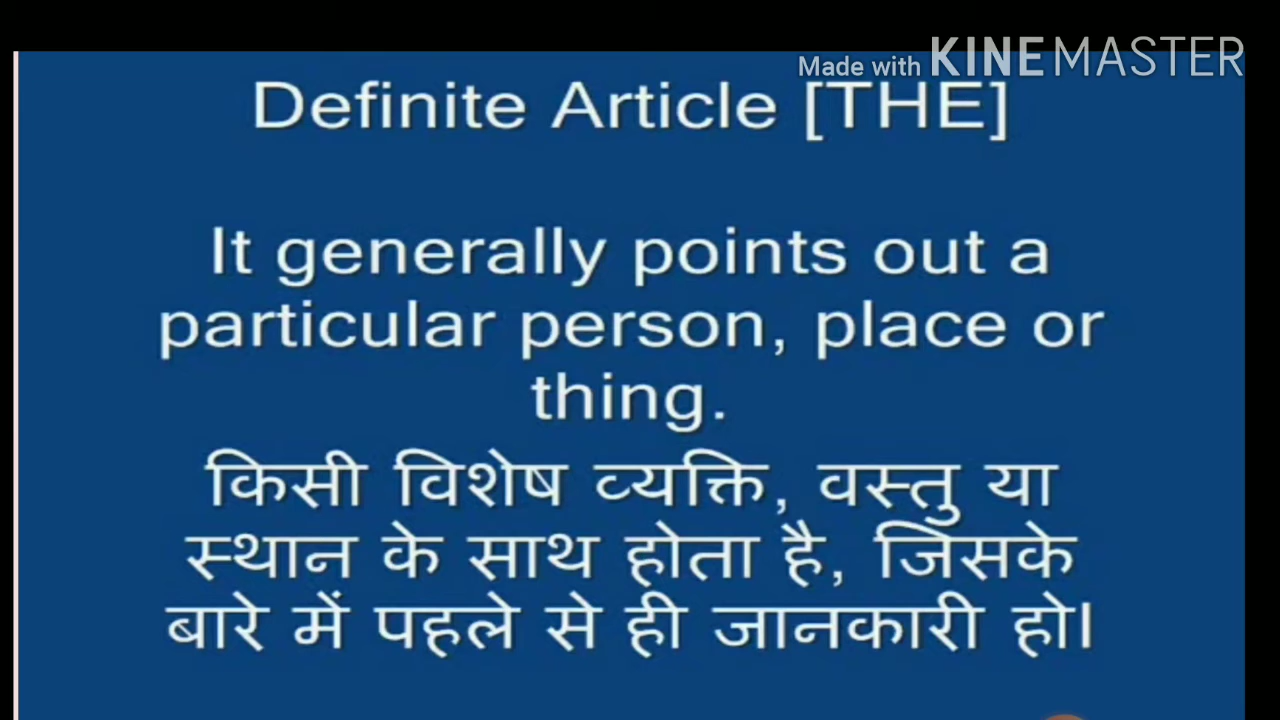 Made with KINEMASTER
Definite Article [THE]
It generally points out a
particular person, place or
thing.
किसी विशेष व्यक्ति, वस्तु या
स्थान के साथ होता है, जिसके
बारे में पहले से ही जानकारी हो।